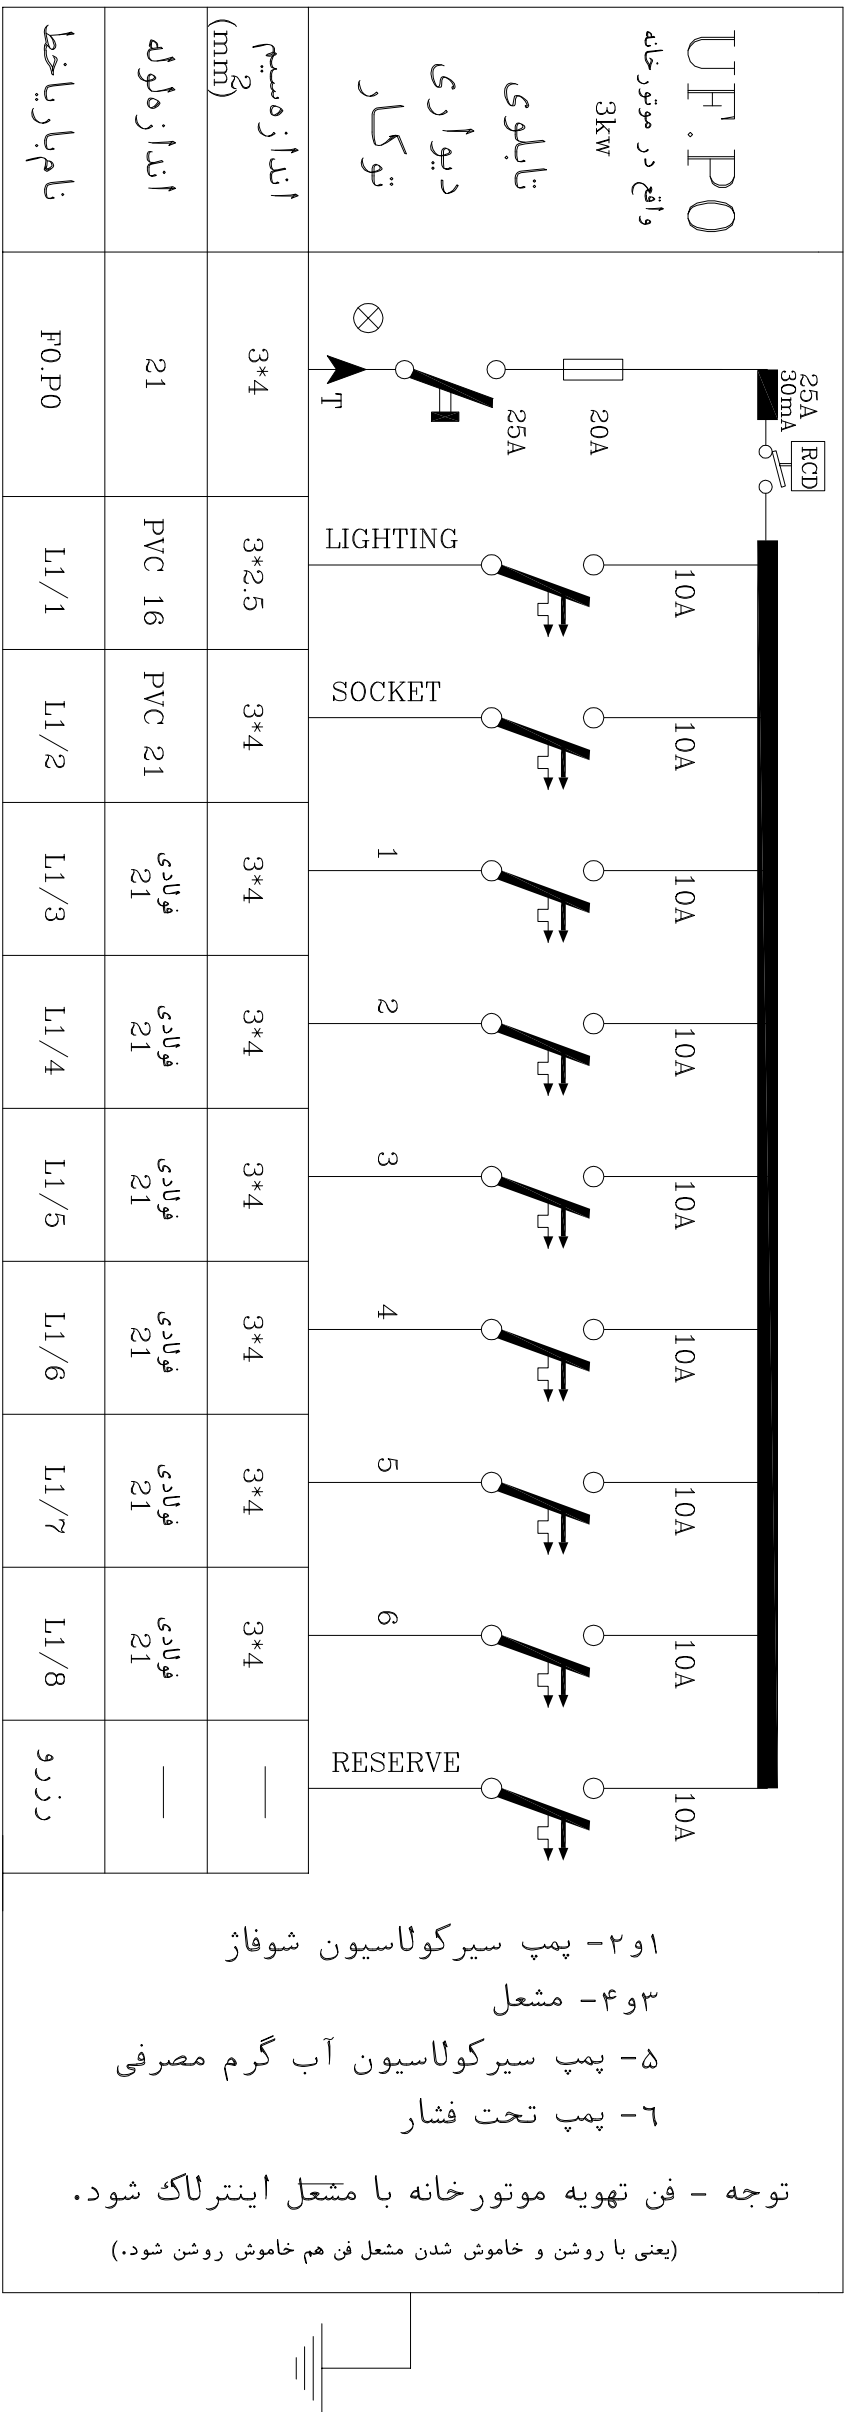 UF.P0
واقع در موتورخانه
3kw
تابلوی
دیواری
توکار
اندازه سیم
(mm2)
اندازه لوله
نام بار یا خط
25A
30mA
RCD
20A
25A
T
3*4
21
F0.P0
10A
LIGHTING
3*2.5
PVC 16
L1/1
10A
SOCKET
3*4
PVC 21
L1/2
10A
1
3*4
فولادی
21
L1/3
10A
2
3*4
فولادی
21
L1/4
10A
3
3*4
فولادی
21
L1/5
10A
4
3*4
فولادی
21
L1/6
10A
5
3*4
فولادی
21
L1/7
10A
6
3*4
فولادی
21
L1/8
10A
RESERVE
—
—
رزرو
۱و۲- پمپ سیرکولاسیون شوفاژ
۳و۴- مشعل
۵- پمپ سیرکولاسیون آب گرم مصرفی
٦- پمپ تحت فشار
توجه - فن تهویه موتورخانه با مشعل اینترلاک شود.
(یعنی با روشن و خاموش شدن مشعل فن هم خاموش روشن شود.)